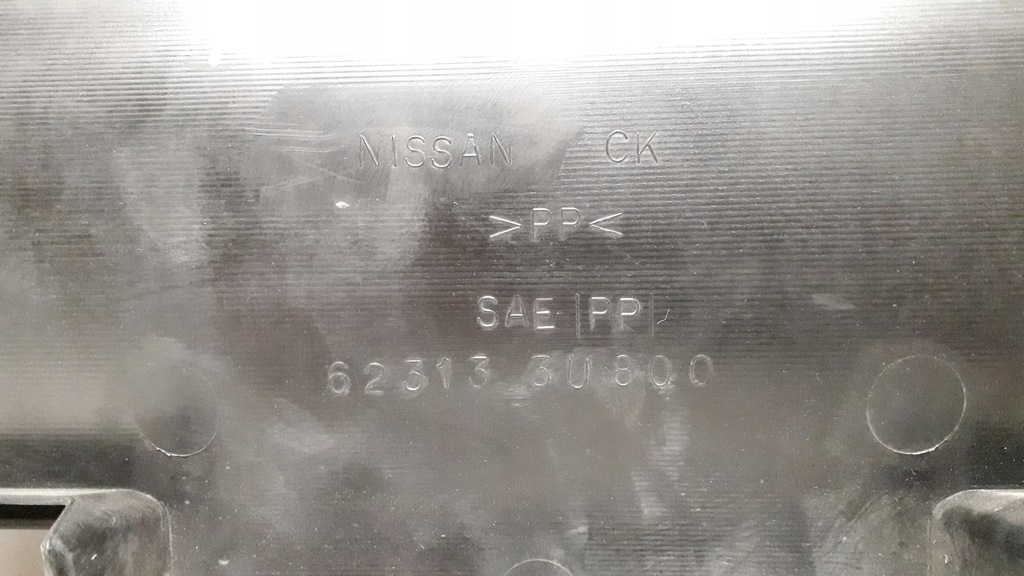 NISSAN CK
>PP<
SAE |PP|
62313 3U800